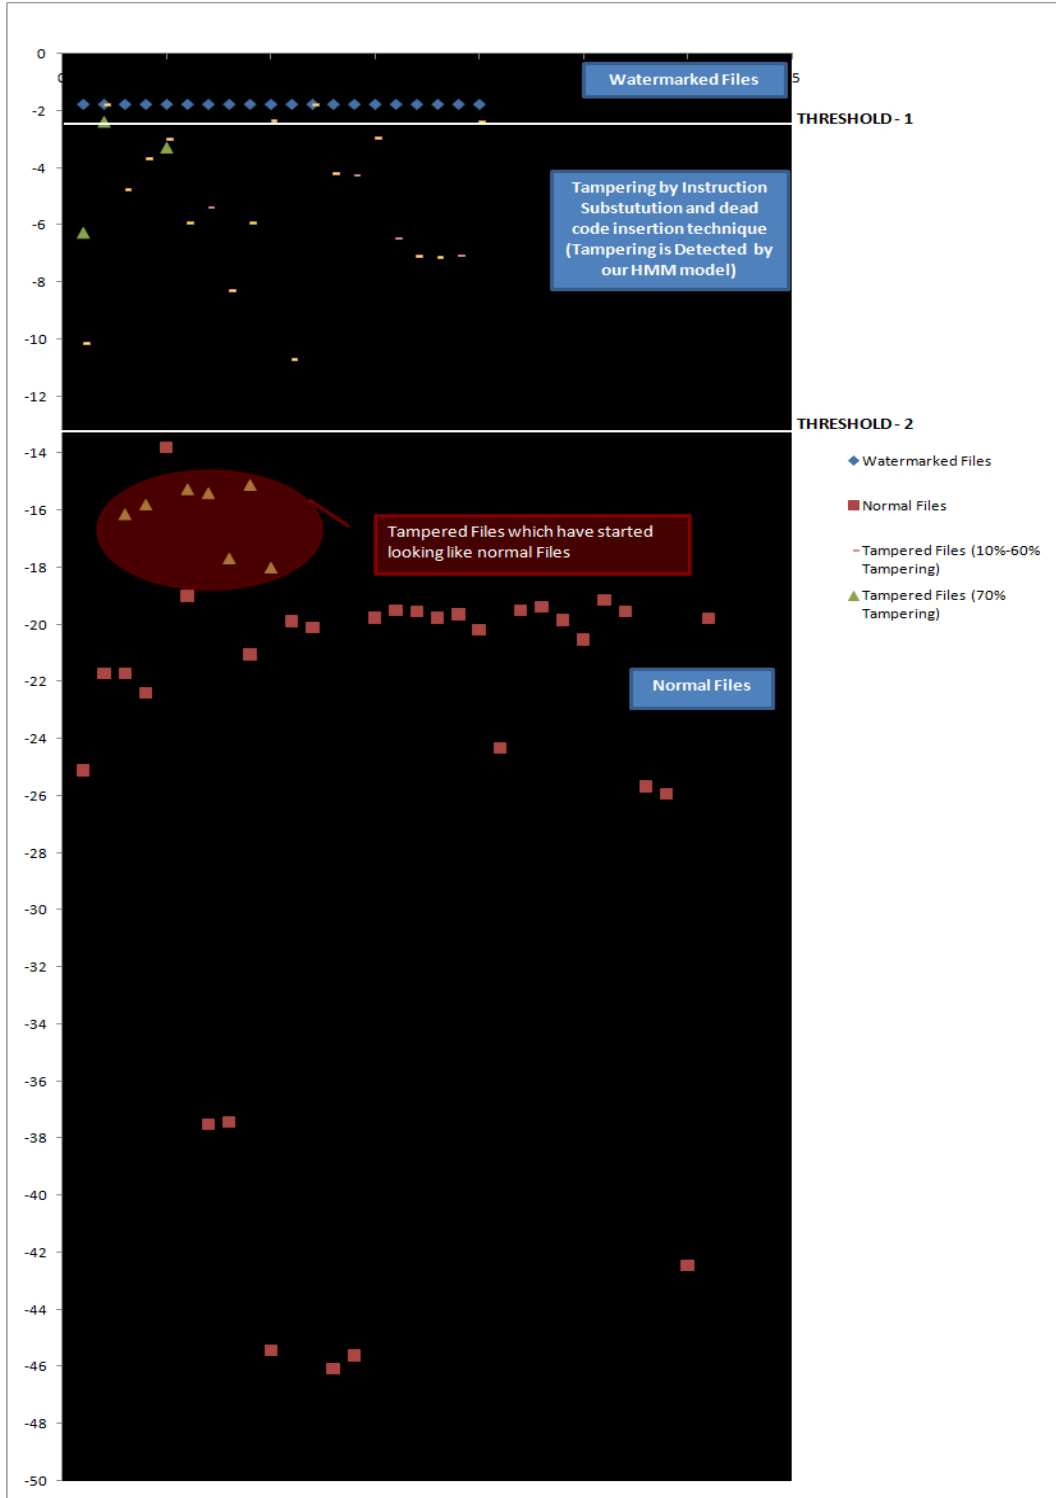 0
0
5
Watermarked Files
-2
THRESHOLD - 1
-4
Tampering by Instruction
Substutution and dead
code insertion technique
(Tampering is Detected by
our HMM model)
-6
-8
-10
-12
THRESHOLD - 2
-14
Watermarked Files
-16
Normal Files
Tampered Files which have started
looking like normal Files
Tampered Files (10%-60%
Tampering)
-18
Tampered Files (70%
Tampering)
-20
-22
Normal Files
-24
-26
-28
-30
-32
-34
-36
-38
-40
-42
-44
-46
-48
-50